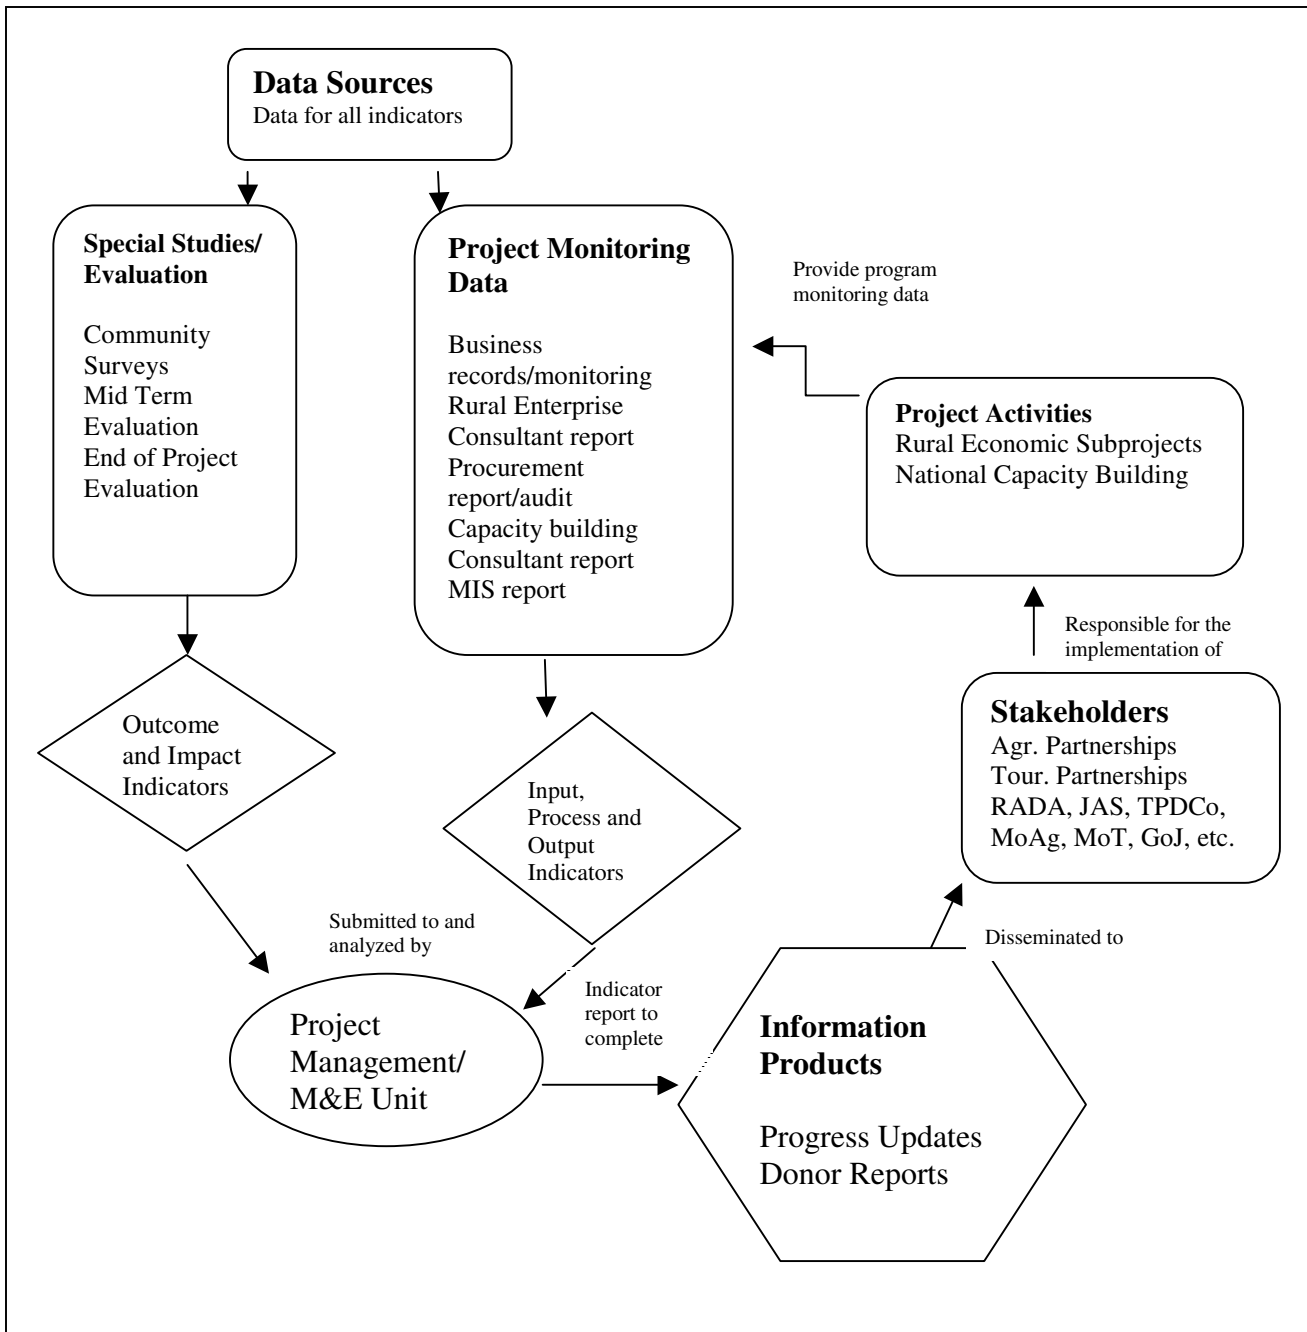 Data Sources
Data for all indicators
Special Studies/
Evaluation
Community
Surveys
Mid Term
Evaluation
End of Project
Evaluation
Project Monitoring
Data
Business
records/monitoring
Rural Enterprise
Consultant report
Procurement
report/audit
Capacity building
Consultant report
MIS report
Provide program
monitoring data
Project Activities
Rural Economic Subprojects
National Capacity Building
Responsible for the
implementation of
Stakeholders
Agr. Partnerships
Tour. Partnerships
RADA, JAS, TPDCo,
MoAg, MoT, GoJ, etc.
Outcome
and Impact
Indicators
Input,
Process and
Output
Indicators
Submitted to and
analyzed by
Project
Management/
M&E Unit
Indicator
report to
complete
Disseminated to
Information
Products
Progress Updates
Donor Reports